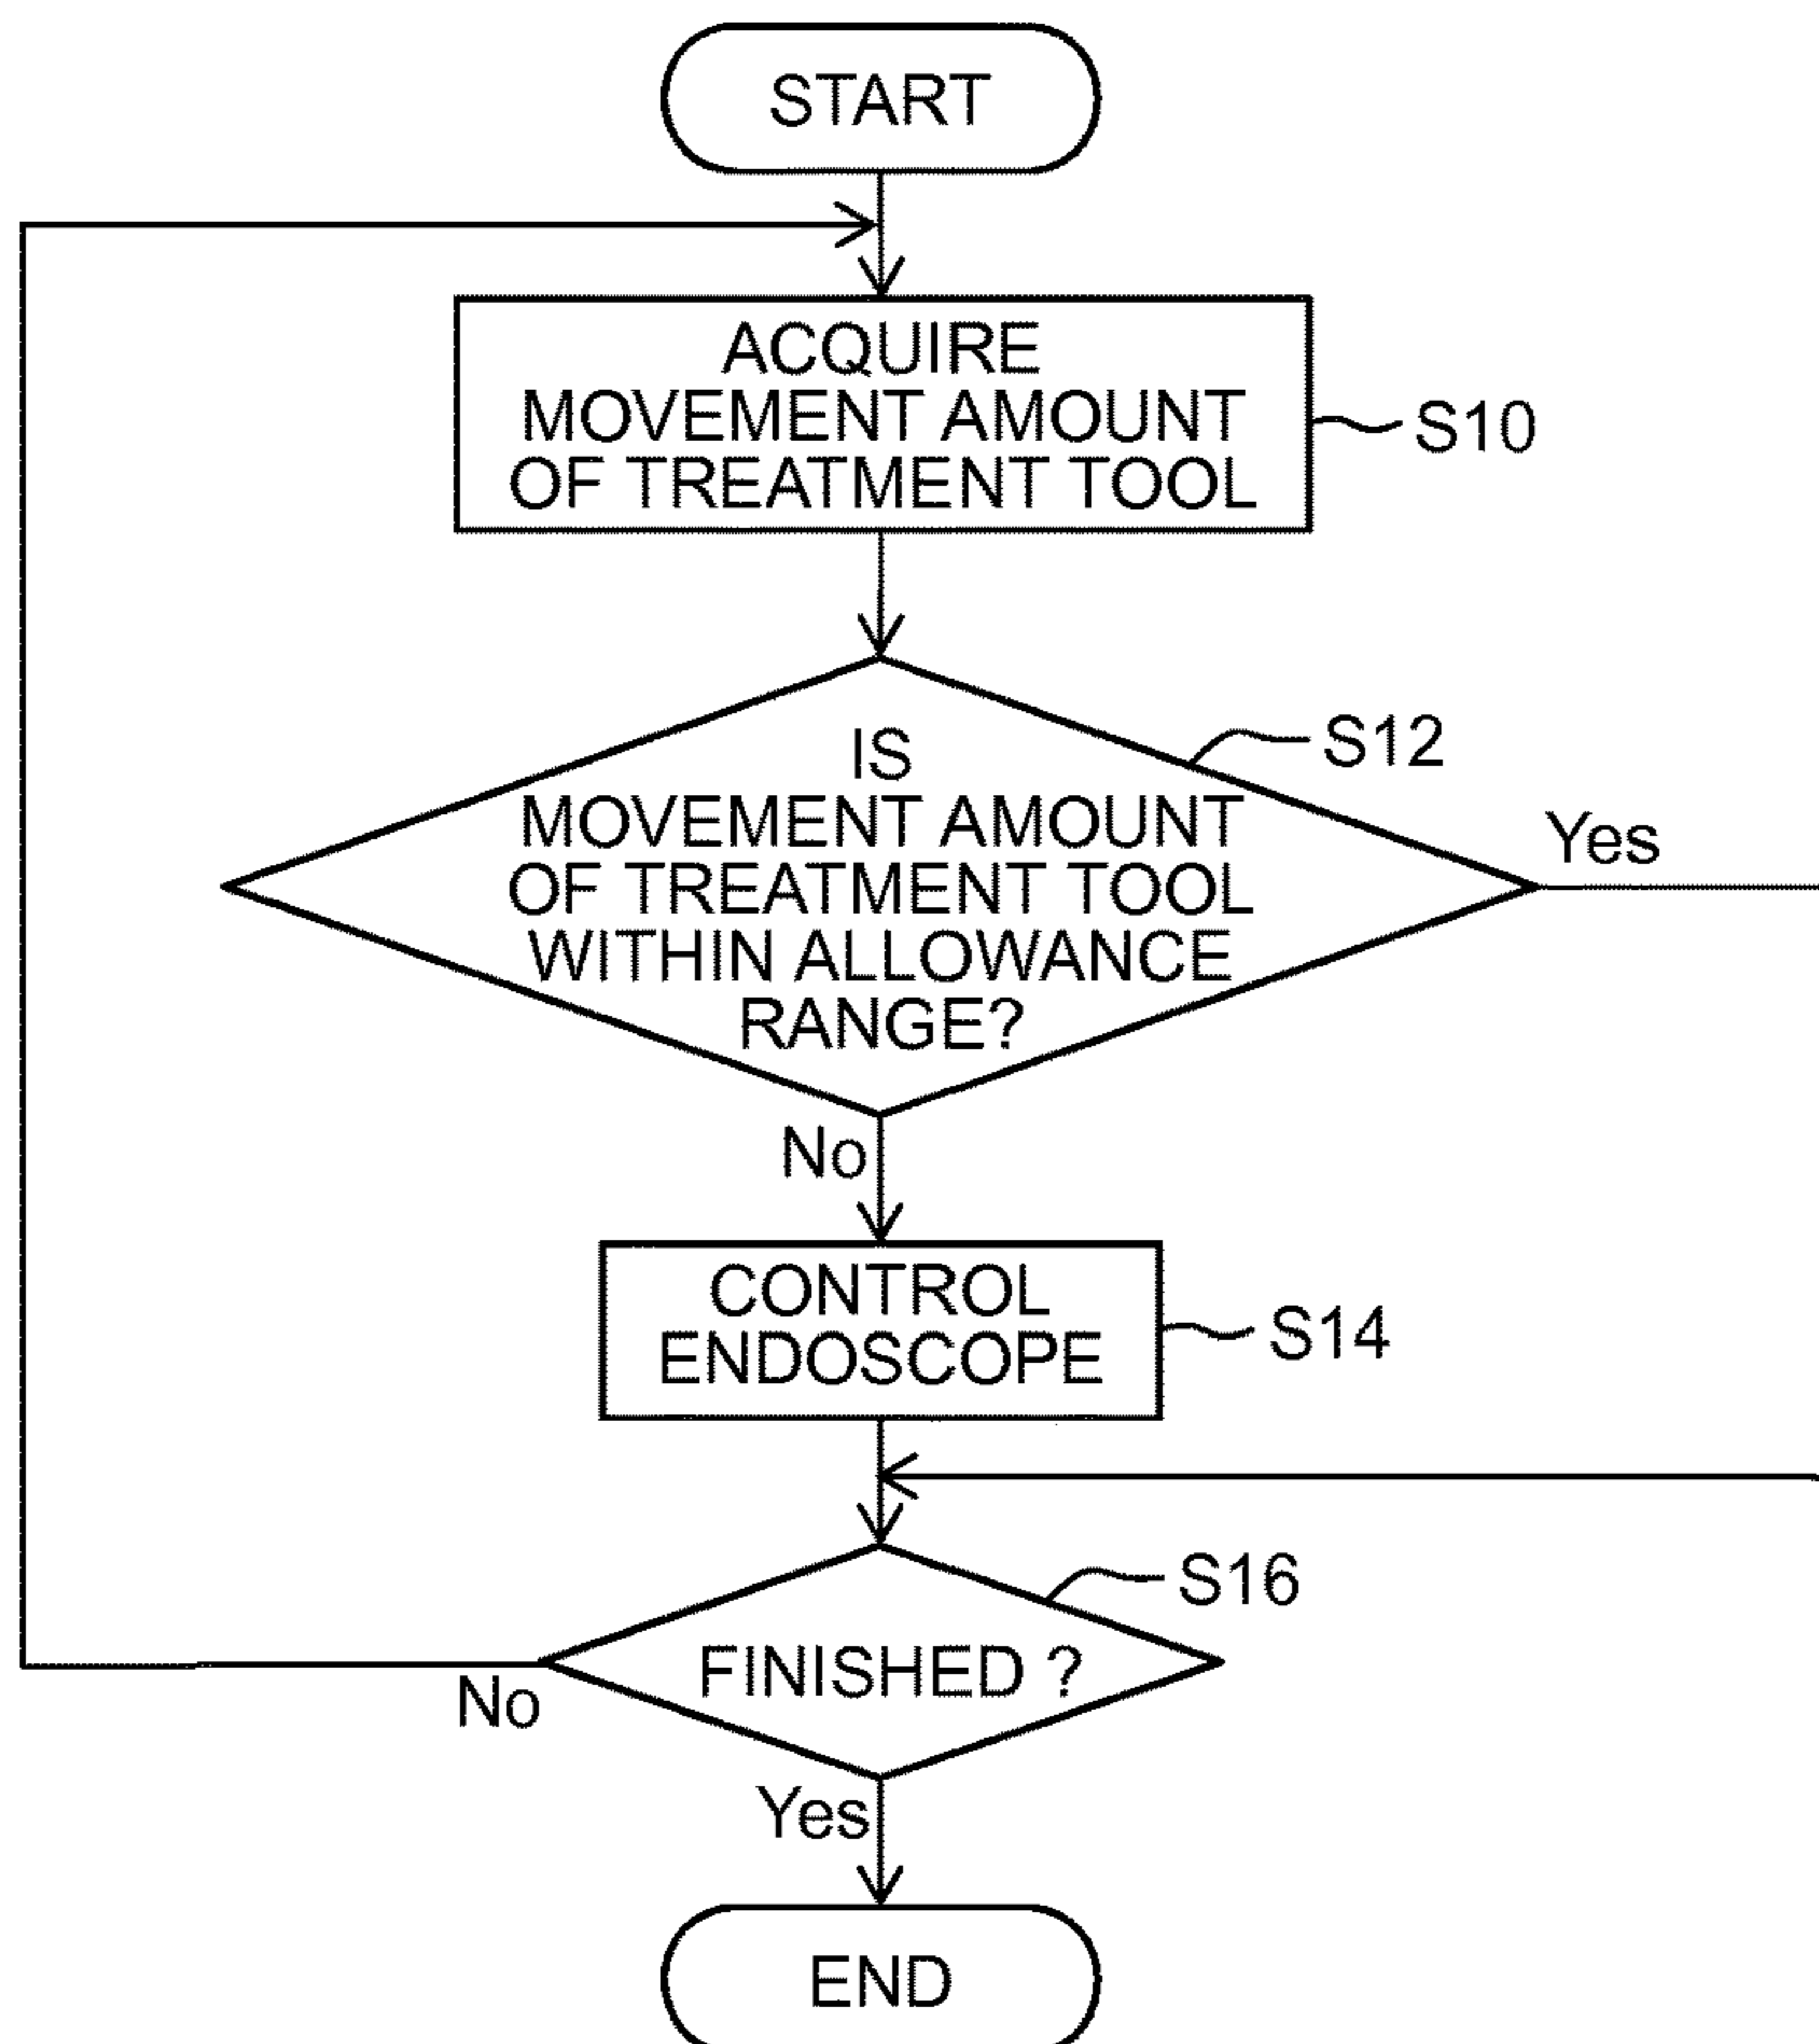 START
ACQUIRE
MOVEMENT AMOUNT
OF TREATMENT TOOL
S10
S12
IS
MOVEMENT AMOUNT
OF TREATMENT TOOL
WITHIN ALLOWANCE
RANGE?
Yes
No
CONTROL
ENDOSCOPE
S14
S16
FINISHED ?
No
Yes
END